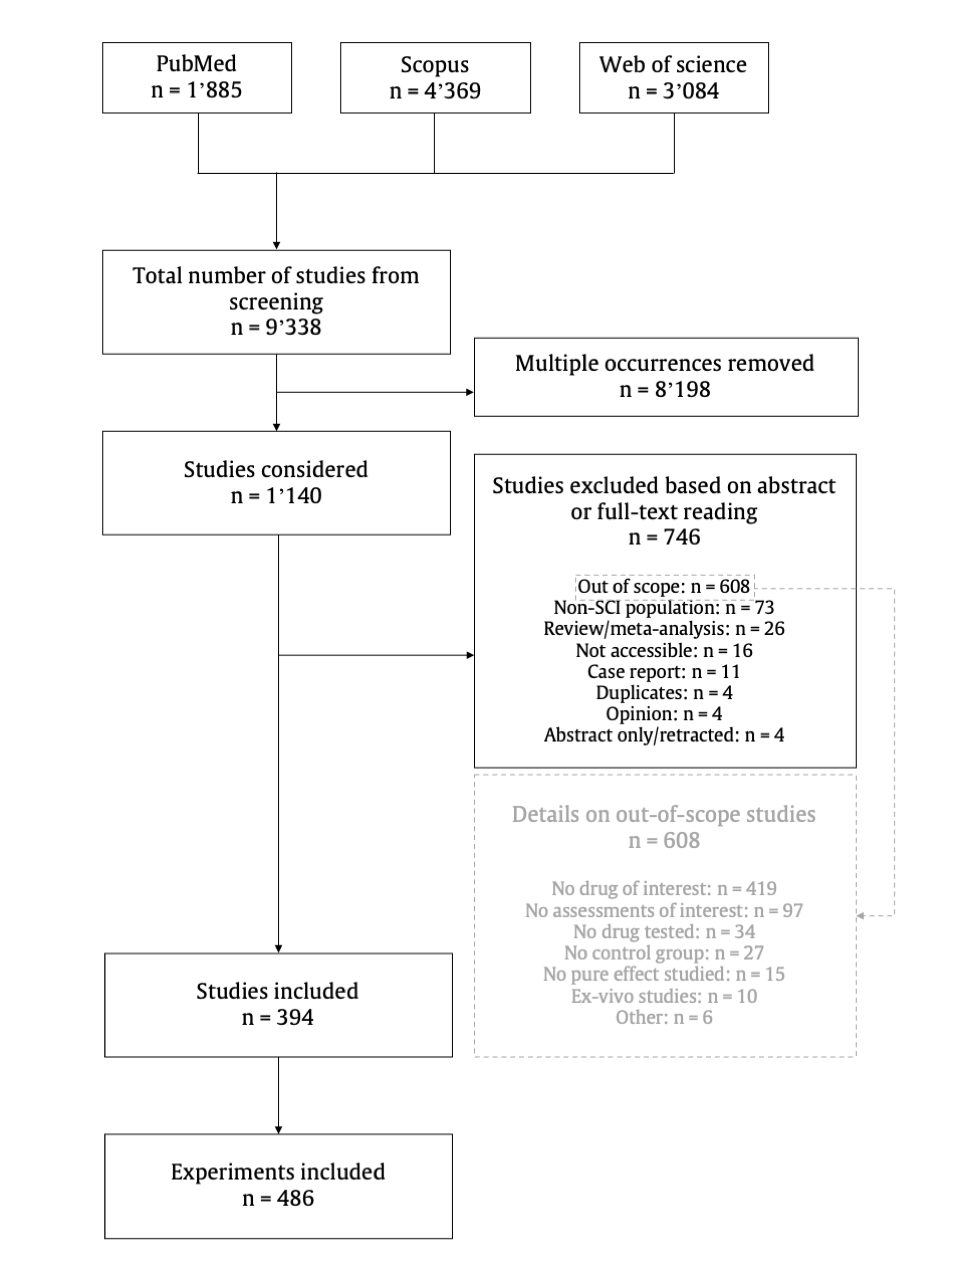 PubMed
n = 1’885
Scopus
n = 4’369
Web of science
n = 3’084
Total number of studies from
screening
n = 9’338
Multiple occurrences removed
n = 8’198
Studies considered
n = 1’140
Studies excluded based on abstract
or full-text reading
n = 746
Out of scope: n = 608
Non-SCI population: n = 73
Review/meta-analysis: n = 26
Not accessible: n = 16
Case report: n = 11
Duplicates: n = 4
Opinion: n = 4
Abstract only/retracted: n = 4
Details on out-of-scope studies
n = 608
No drug of interest: n = 419
No assessments of interest: n = 97
No drug tested: n = 34
No control group: n = 27
No pure effect studied: n = 15
Ex-vivo studies: n = 10
Other: n = 6
Studies included
n = 394
Experiments included
n = 486